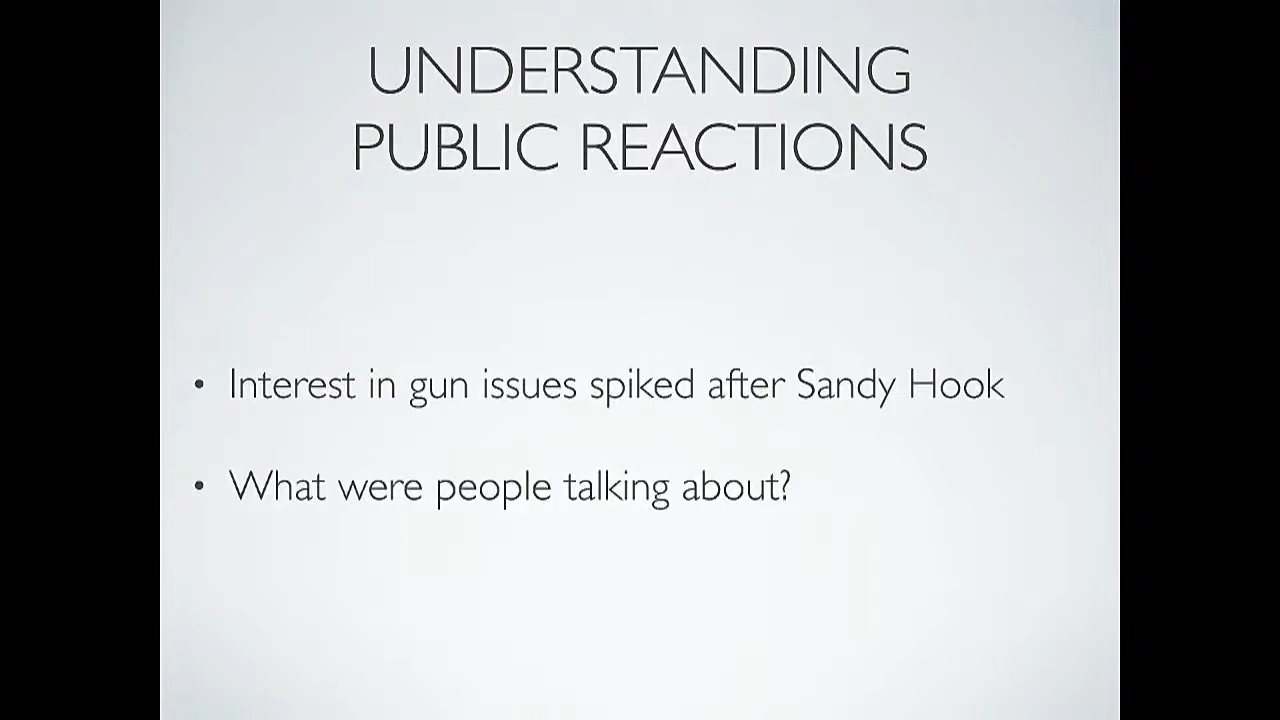 UNDERSTANDING
PUBLIC REACTIONS
• Interest in gun issues spiked after Sandy Hook
• What were people talking about?